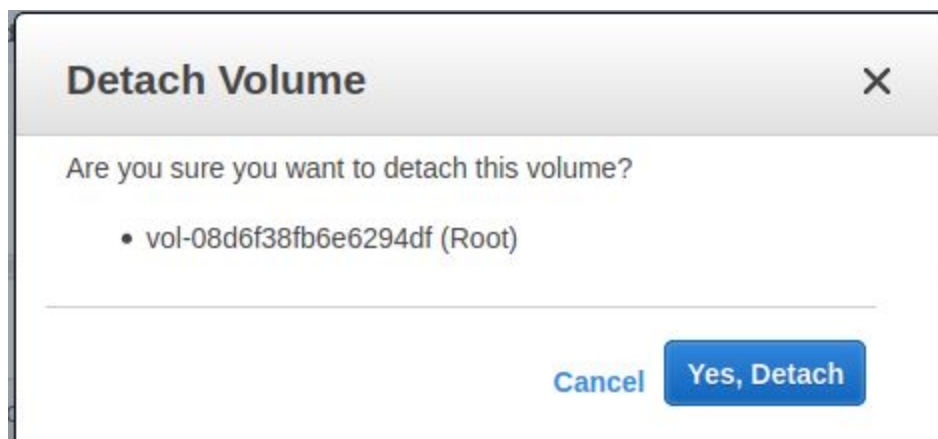 Detach Volume
Are you sure you want to detach this volume?
• vol-08d6f38fb6e6294df (Root)
Cancel
Yes, Detach